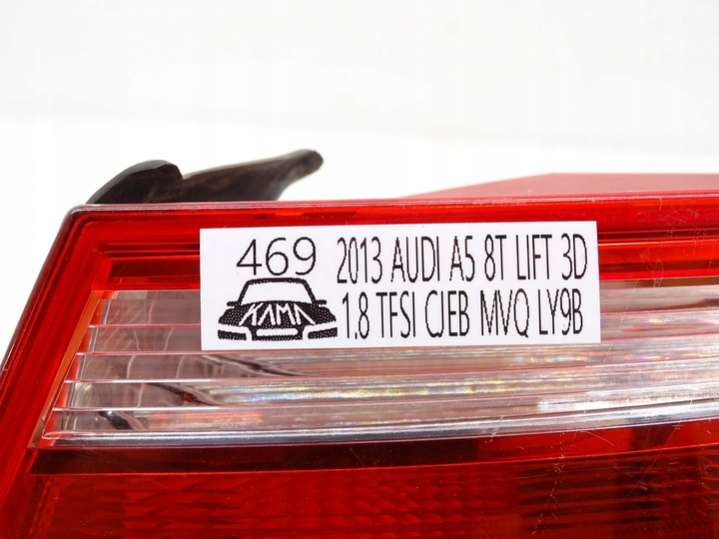 469 2013 AUDI A5 8T LIFT 3D
KAMA 1.8 TFSI CJEB MVQ LY9B